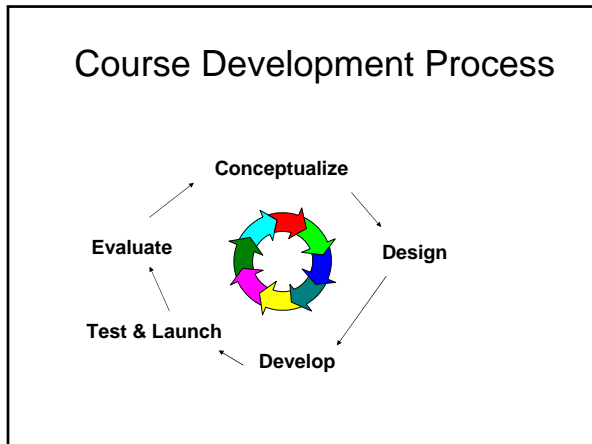 Course Development Process
Conceptualize
Evaluate
Design
Test & Launch
Develop